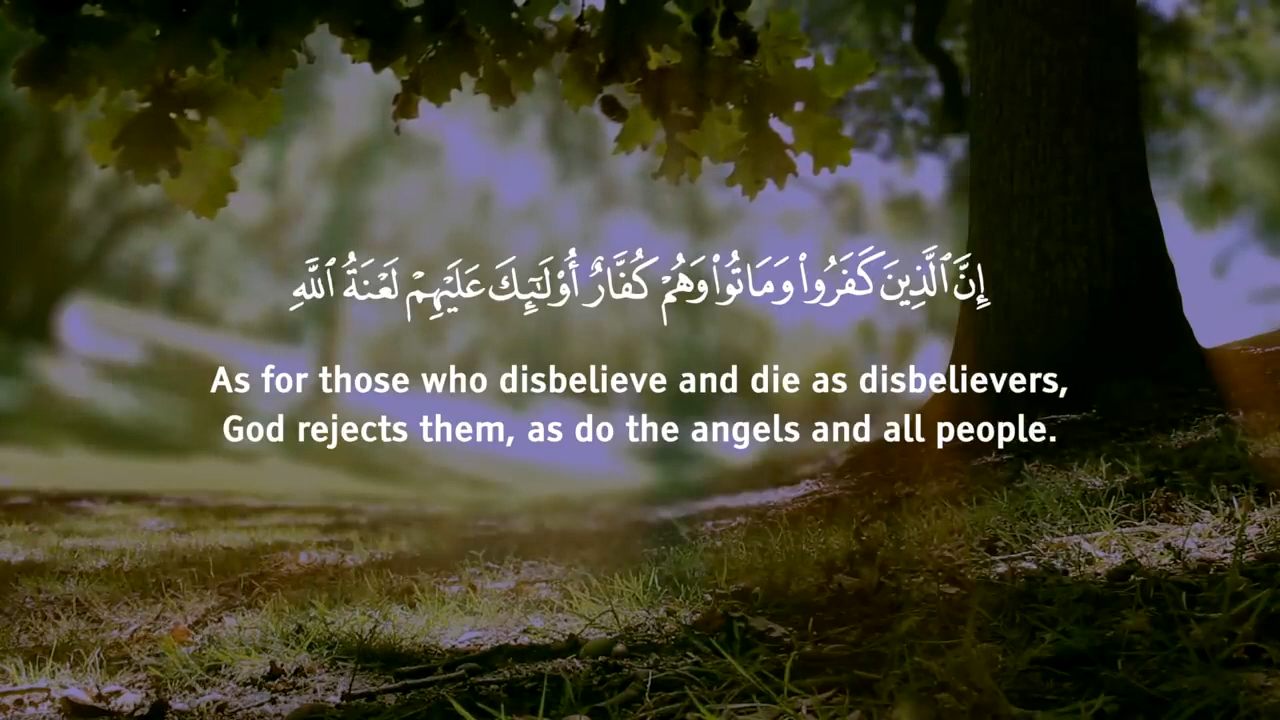 إِنَّ ٱلَّذِينَ كَفَرُوا۟ وَمَاتُوا۟ وَهُمْ كُفَّارٌ أُو۟لَـٰٓئِكَ عَلَيْهِمْ لَعْنَةُ ٱللَّهِ
As for those who disbelieve and die as disbelievers,
God rejects them, as do the angels and all people.